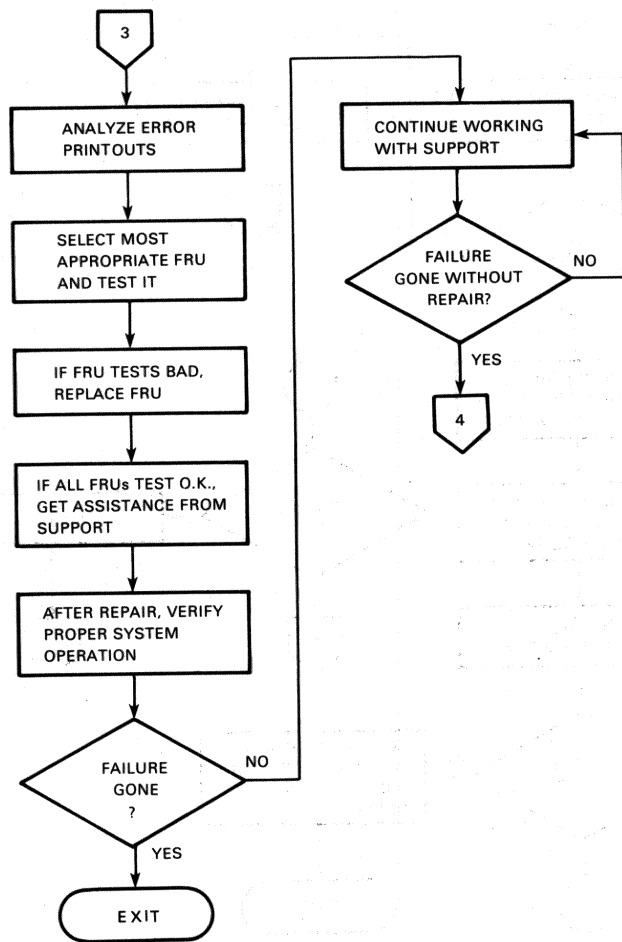 3
ANALYZE ERROR
PRINTOUTS
SELECT MOST
APPROPRIATE FRU
AND TEST IT
IF FRU TESTS BAD,
REPLACE FRU
IF ALL FRUs TEST O.K.,
GET ASSISTANCE FROM
SUPPORT
AFTER REPAIR, VERIFY
PROPER SYSTEM
OPERATION
FAILURE
GONE
?
NO
YES
EXIT
CONTINUE WORKING
WITH SUPPORT
FAILURE
GONE WITHOUT
REPAIR?
NO
YES
4